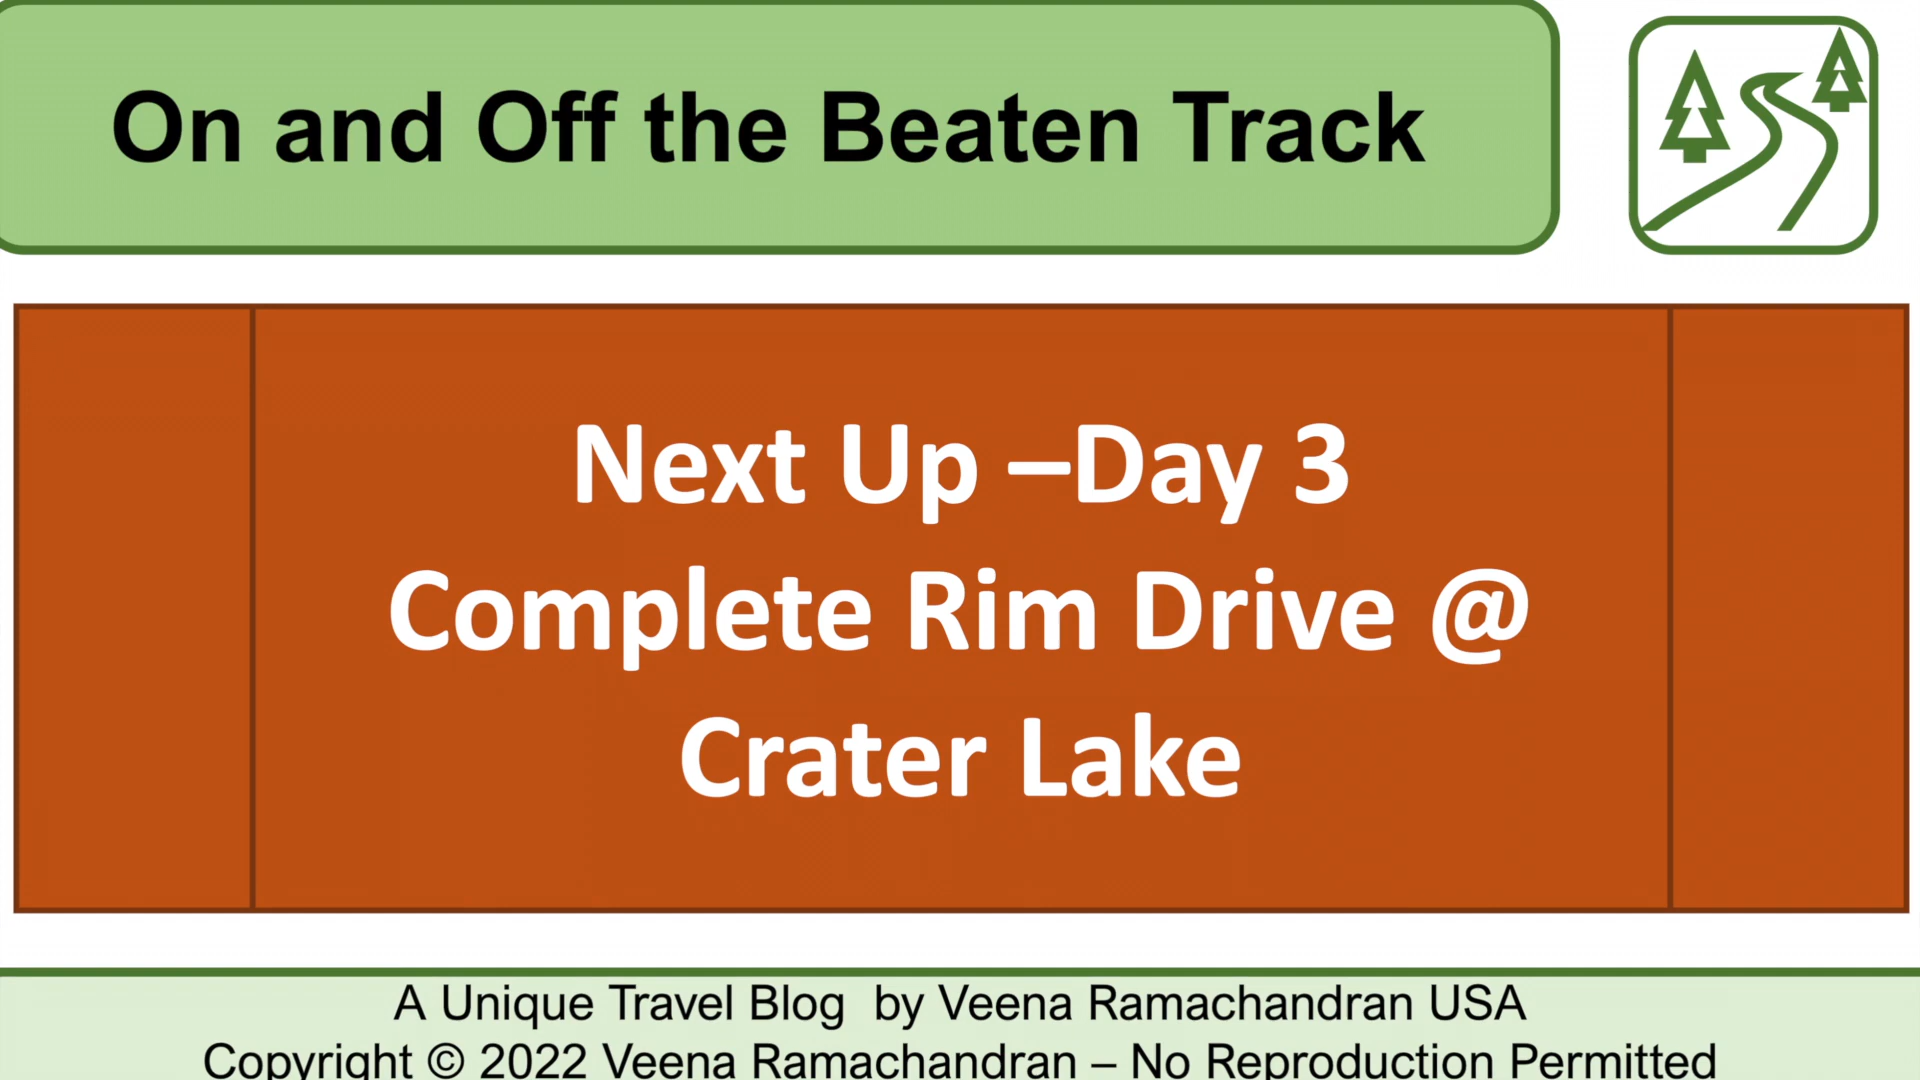 On and Off the Beaten Track
Next Up –Day 3
Complete Rim Drive @
Crater Lake
A Unique Travel Blog  by Veena Ramachandran USA
Copyright © 2022 Veena Ramachandran – No Reproduction Permitted